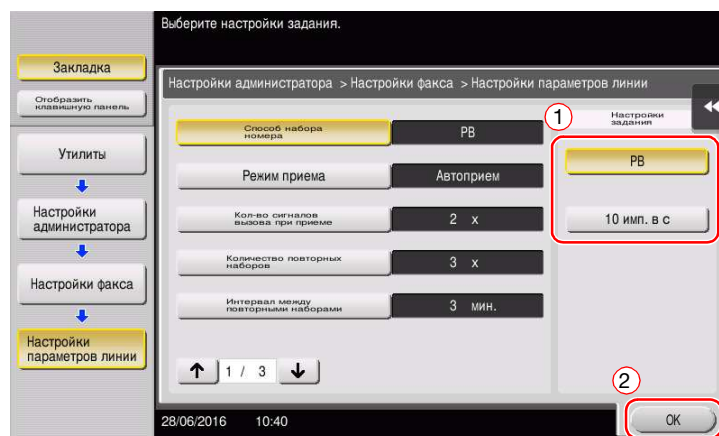 Выберите настройки задания.
Закладка
Отобразить
клавишную панель
Утилиты
Настройки
администратора
Настройки факса
Настройки
параметров линии
Настройки администратора > Настройки факса > Настройки параметров линии
Способ набора
номера
PB
Режим приема
Автоприем
Кол-во сигналов
вызова при приеме
2 x
Количество повторных
наборов
3 x
Интервал между
повторными наборами
3 мин.
1 / 3
1
Настройки
задания
PB
10 имп. в с
2
OK
28/06/2016 10:40